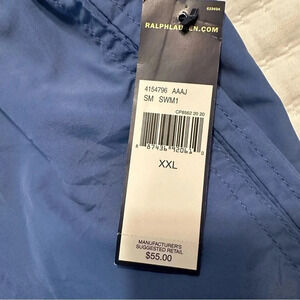 RALPHLAUREN.COM
4154796 AAAJ
SM SWM1
XXL
MANUFACTURER'S
SUGGESTED RETAIL
$55.00